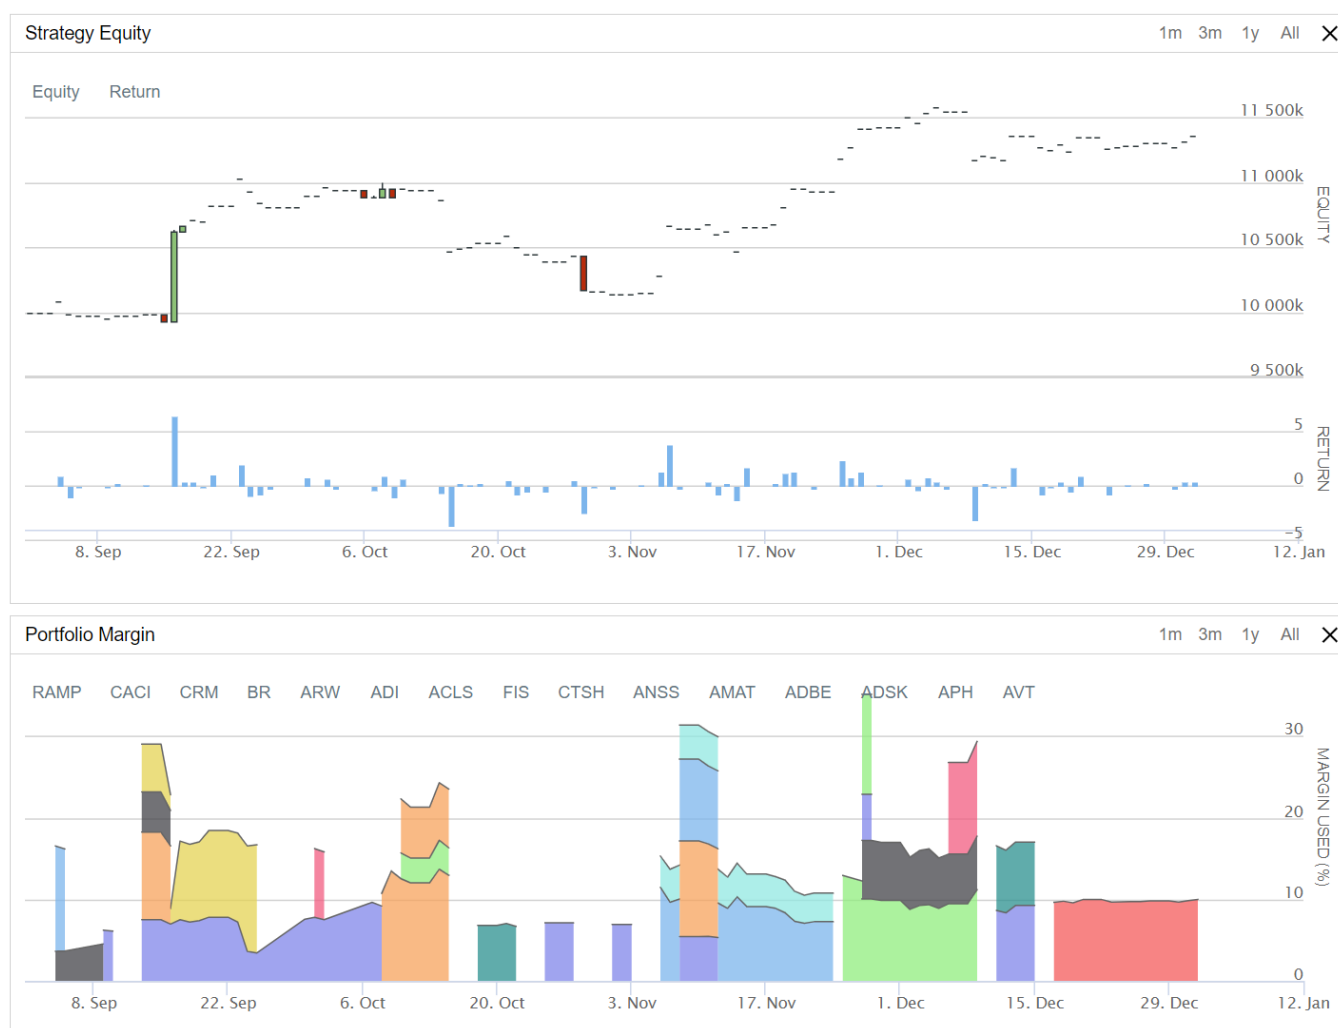 Strategy Equity 1m 3m 1y All
Equity Return
11 500k
11 000k
10 500k
10 000k
9 500k
EQUITY
5
0
−5
RETURN
8. Sep 22. Sep 6. Oct 20. Oct 3. Nov 17. Nov 1. Dec 15. Dec 29. Dec 12. Jan
Portfolio Margin 1m 3m 1y All
RAMP CACI CRM BR ARW ADI ACLS FIS CTSH ANSS AMAT ADBE ADSK APH AVT
30
20
10
0
MARGIN USED (%)
8. Sep 22. Sep 6. Oct 20. Oct 3. Nov 17. Nov 1. Dec 15. Dec 29. Dec 12. Jan